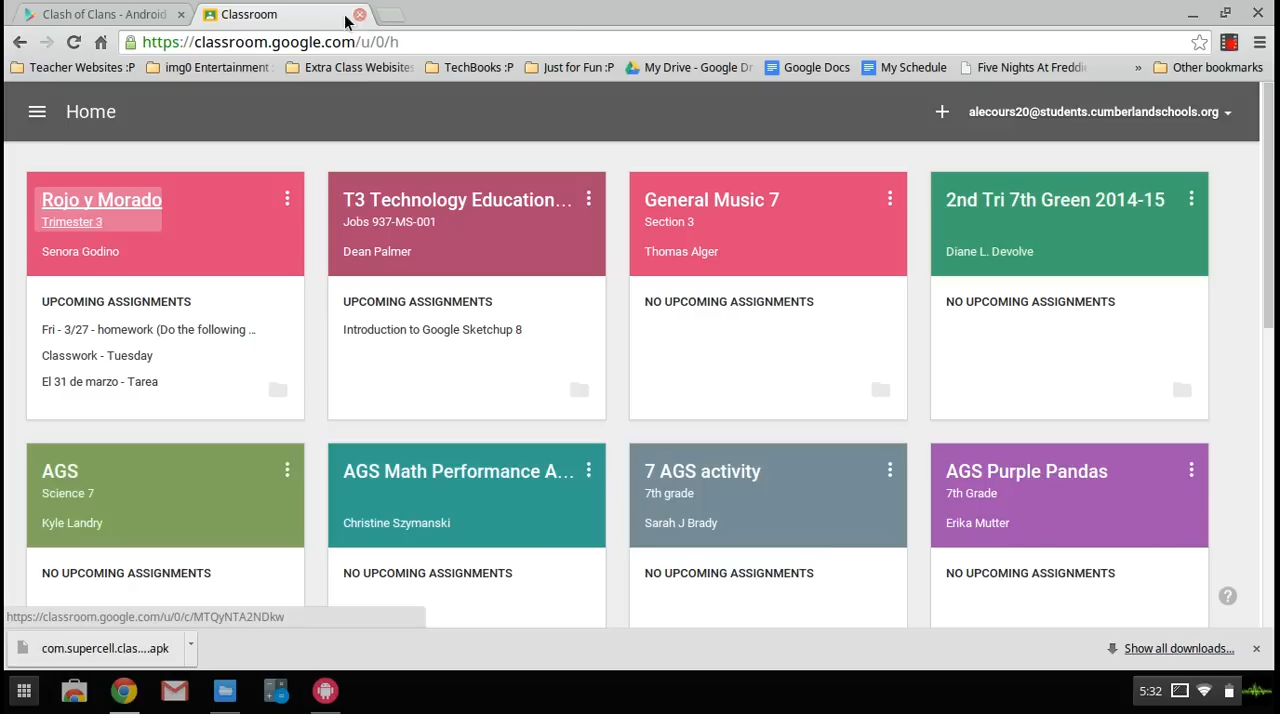 Clash of Clans - Android
Classroom
https://classroom.google.com/u/0/h
Teacher Websites :P
img0 Entertainment
Extra Class Webisites
TechBooks :P
Just for Fun :P
My Drive - Google Dr
Google Docs
My Schedule
Five Nights At Freddie
»
Other bookmarks
Home
alecours20@students.cumberlandschools.org
Rojo y Morado
Trimester 3
Senora Godino
UPCOMING ASSIGNMENTS
Fri - 3/27 - homework (Do the following ...
Classwork - Tuesday
El 31 de marzo - Tarea
T3 Technology Education...
Jobs 937-MS-001
Dean Palmer
UPCOMING ASSIGNMENTS
Introduction to Google Sketchup 8
General Music 7
Section 3
Thomas Alger
NO UPCOMING ASSIGNMENTS
2nd Tri 7th Green 2014-15
Diane L. Devolve
NO UPCOMING ASSIGNMENTS
AGS
Science 7
Kyle Landry
NO UPCOMING ASSIGNMENTS
AGS Math Performance A...
Christine Szymanski
NO UPCOMING ASSIGNMENTS
7 AGS activity
7th grade
Sarah J Brady
NO UPCOMING ASSIGNMENTS
AGS Purple Pandas
7th Grade
Erika Mutter
NO UPCOMING ASSIGNMENTS
https://classroom.google.com/u/0/c/MTQyNTA2NDkw
com.supercell.clas....apk
Show all downloads...
5:32